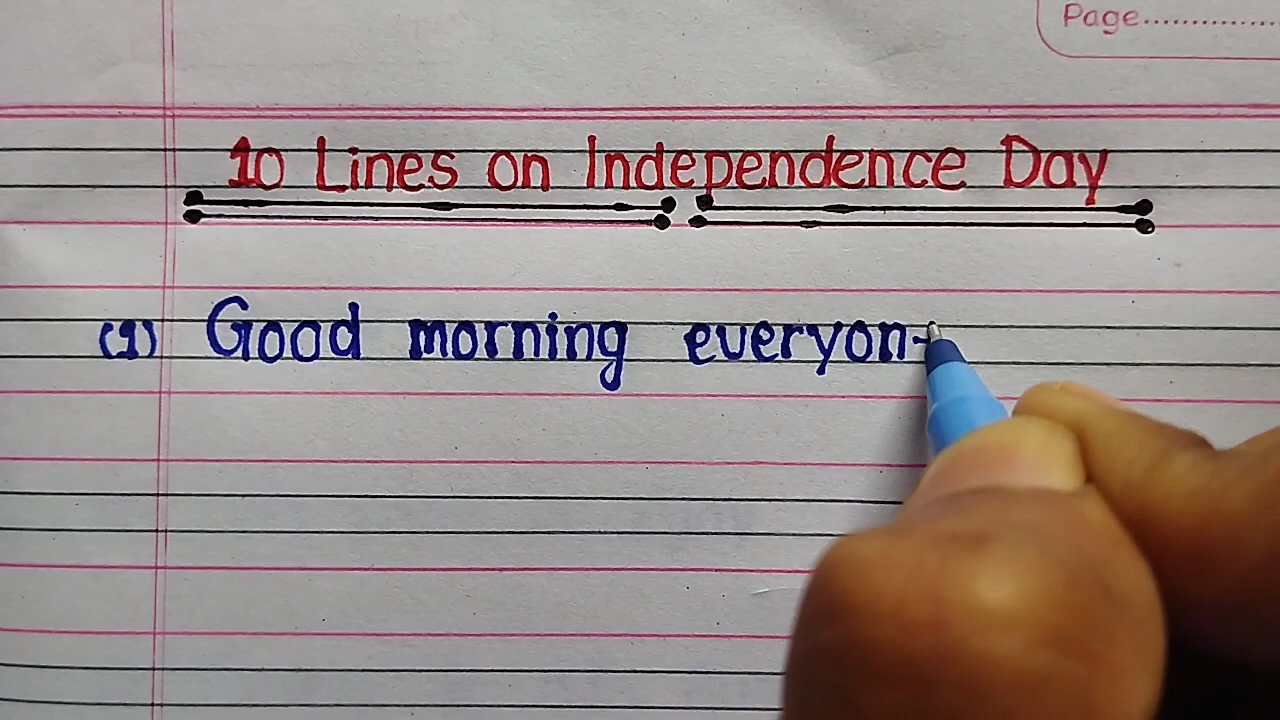 Page..............
10 Lines on Independence Day
(1) Good morning everyon